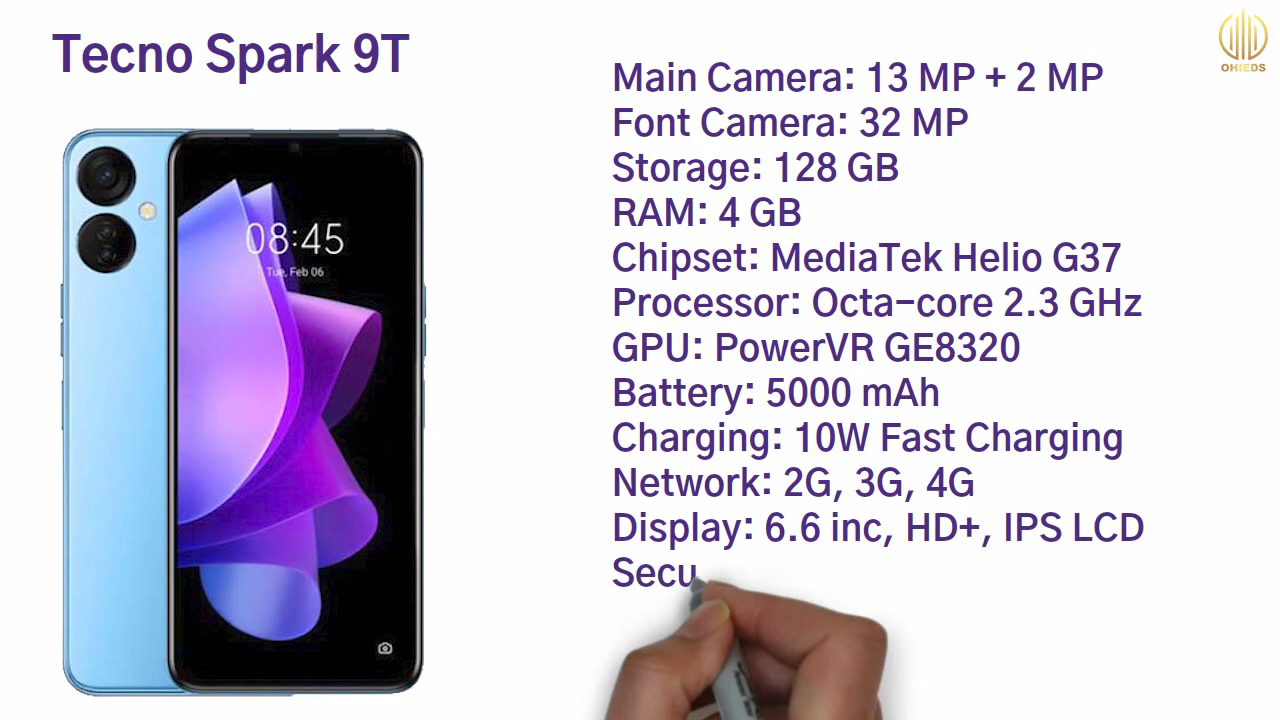 Tecno Spark 9T
OHIEDS
Main Camera: 13 MP + 2 MP
Font Camera: 32 MP
Storage: 128 GB
RAM: 4 GB
Chipset: MediaTek Helio G37
Processor: Octa-core 2.3 GHz
GPU: PowerVR GE8320
Battery: 5000 mAh
Charging: 10W Fast Charging
Network: 2G, 3G, 4G
Display: 6.6 inc, HD+, IPS LCD
Secu
08:45
Tue, Feb 06